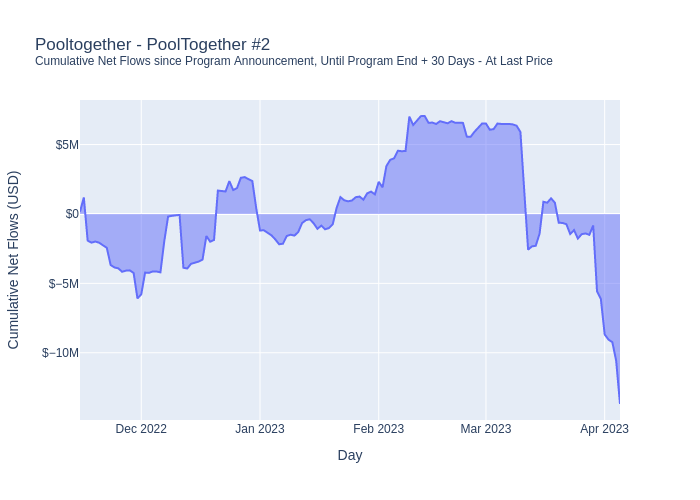 Pooltogether - PoolTogether #2
Cumulative Net Flows since Program Announcement, Until Program End + 30 Days - At Last Price
Cumulative Net Flows (USD)
$5M
$0
$−5M
$−10M
Dec 2022
Jan 2023
Feb 2023
Mar 2023
Apr 2023
Day